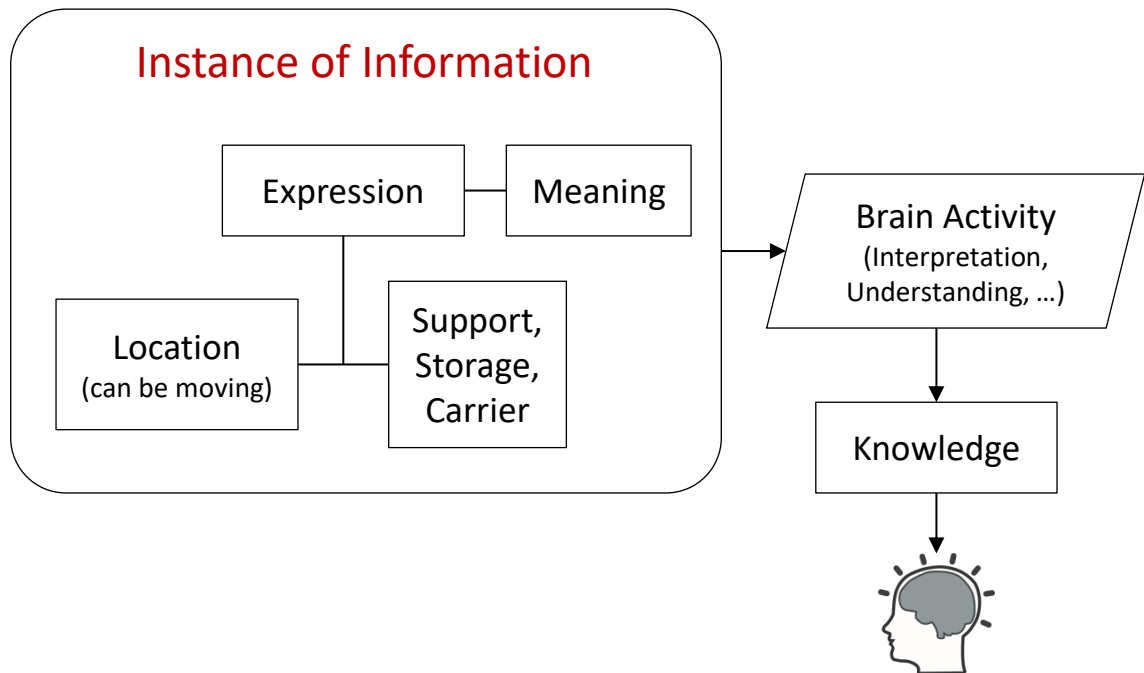 Instance of Information
Expression
Meaning
Location
(can be moving)
Support,
Storage,
Carrier
Brain Activity
(Interpretation,
Understanding, ...)
Knowledge